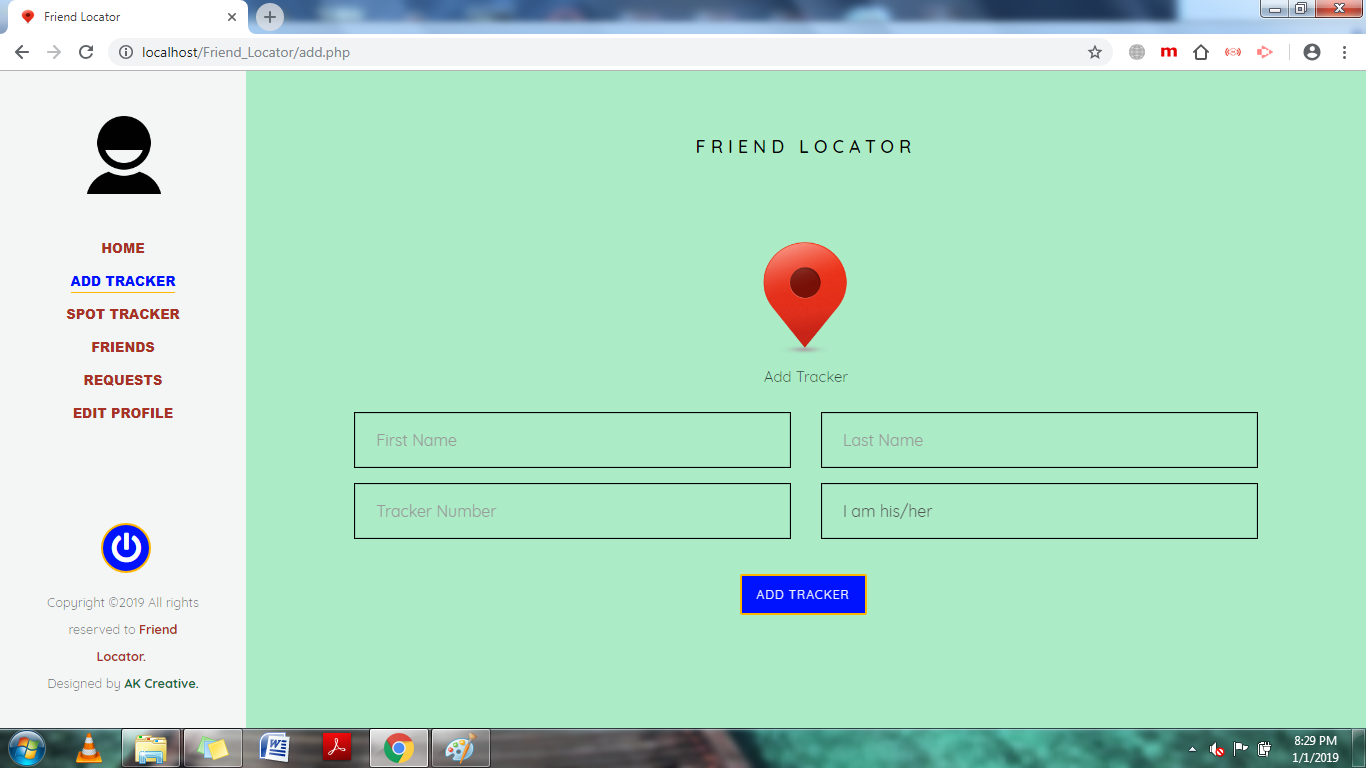 Friend Locator
localhost/Friend_Locator/add.php
m
HOME
ADD TRACKER
SPOT TRACKER
FRIENDS
REQUESTS
EDIT PROFILE
Copyright ©2019 All rights
reserved to Friend
Locator.
Designed by AK Creative.
FRIEND LOCATOR
Add Tracker
First Name
Last Name
Tracker Number
I am his/her
ADD TRACKER
W
8:29 PM
1/1/2019